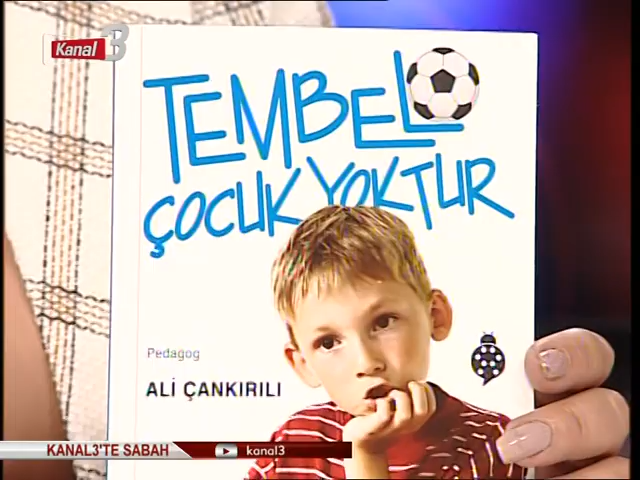 Kanal 3
TEMBEL
ÇOCUK YOKTUR
Pedagog
ALİ ÇANKIRILI
KANAL3'TE SABAH
kanal3